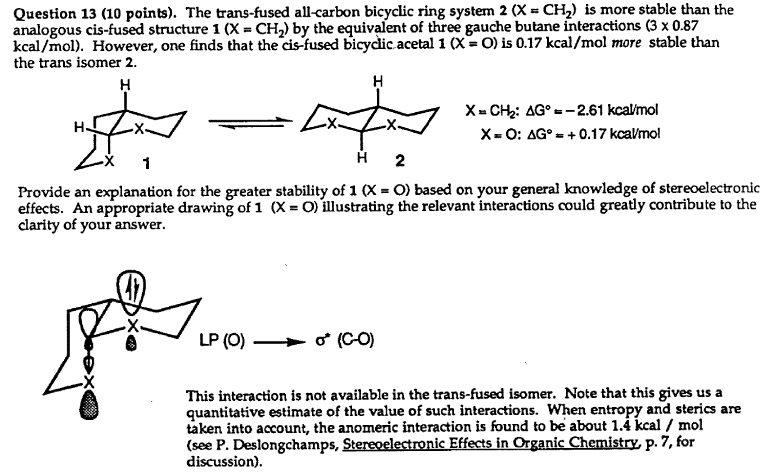 Question 13 (10 points). The trans-fused all-carbon bicyclic ring system 2 (X = CH₂) is more stable than the
analogous cis-fused structure 1 (X = CH₂) by the equivalent of three gauche butane interactions (3 x 0.87
kcal/mol). However, one finds that the cis-fused bicyclic acetal 1 (X = O) is 0.17 kcal/mol more stable than
the trans isomer 2.
H
H
H
X
X
X
X
1
H
2
X = CH₂: ΔG° = – 2.61 kcal/mol
X = O: ΔG° = + 0.17 kcal/mol
Provide an explanation for the greater stability of 1 (X = O) based on your general knowledge of stereoelectronic
effects. An appropriate drawing of 1 (X = O) illustrating the relevant interactions could greatly contribute to the
clarity of your answer.
X
X
LP (O) → σ* (C-O)
This interaction is not available in the trans-fused isomer. Note that this gives us a
quantitative estimate of the value of such interactions. When entropy and sterics are
taken into account, the anomeric interaction is found to be about 1.4 kcal / mol
(see P. Deslongchamps, Stereoelectronic Effects in Organic Chemistry, p. 7, for
discussion).